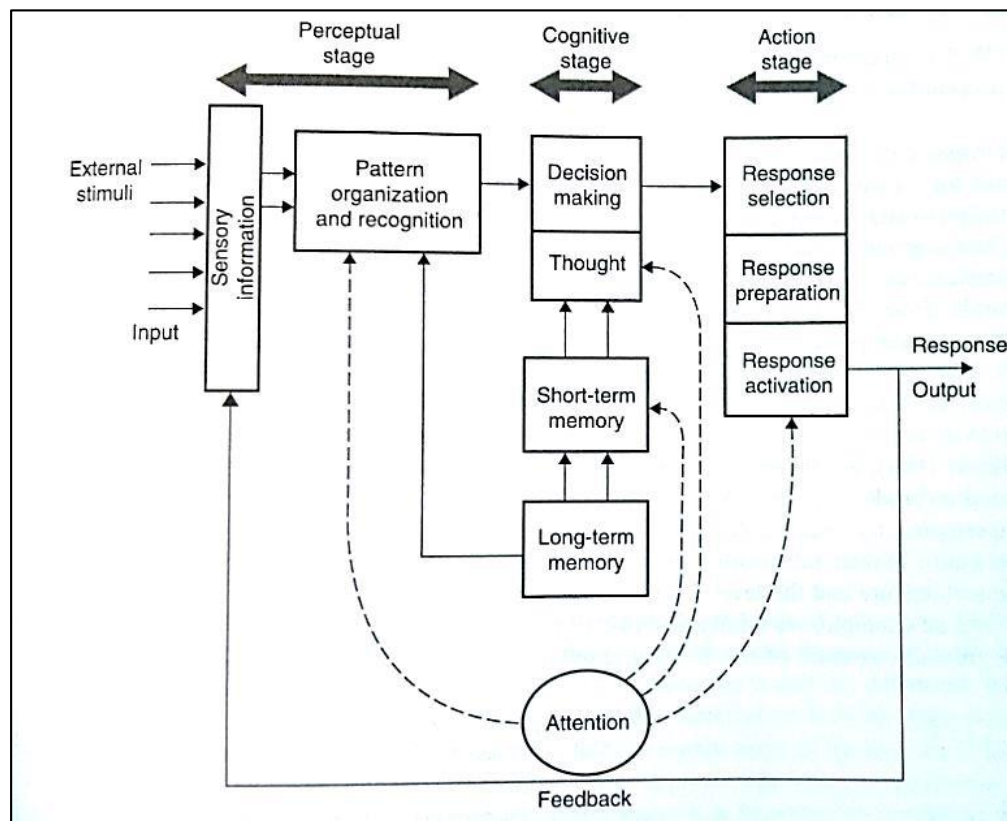 Perceptual
stage
Cognitive
stage
Action
stage
External
stimuli
Input
Sensory
information
Pattern
organization
and recognition
Decision
making
Thought
Short-term
memory
Long-term
memory
Response
selection
Response
preparation
Response
activation
Response
Output
Attention
Feedback